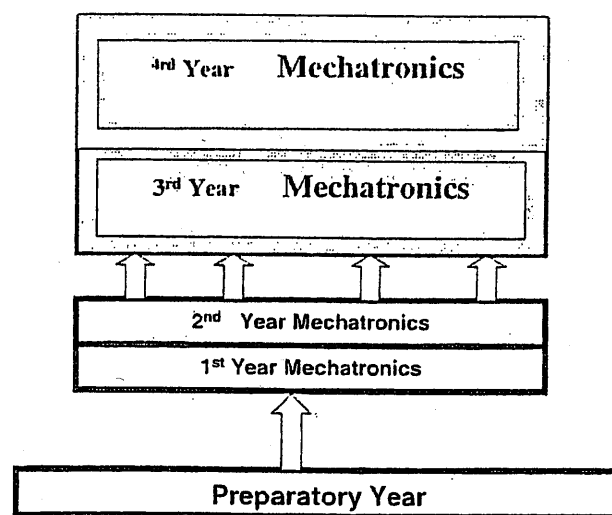 4rd Year Mechatronics
3rd Year Mechatronics
2nd Year Mechatronics
1st Year Mechatronics
Preparatory Year